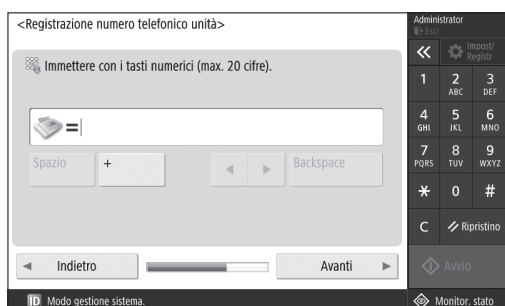 <Registrazione numero telefonico unità>
Immettere con i tasti numerici (max. 20 cifre).
=
Spazio
+
Backspace
Indietro
Avanti
ID Modo gestione sistema.
Administrator
Esci
Impost/
Registr
1
2 ABC
3 DEF
4 GHI
5 JKL
6 MNO
7 PQRS
8 TUV
9 WXYZ
* 0 #
C
Ripristino
Avvio
Monitor. stato